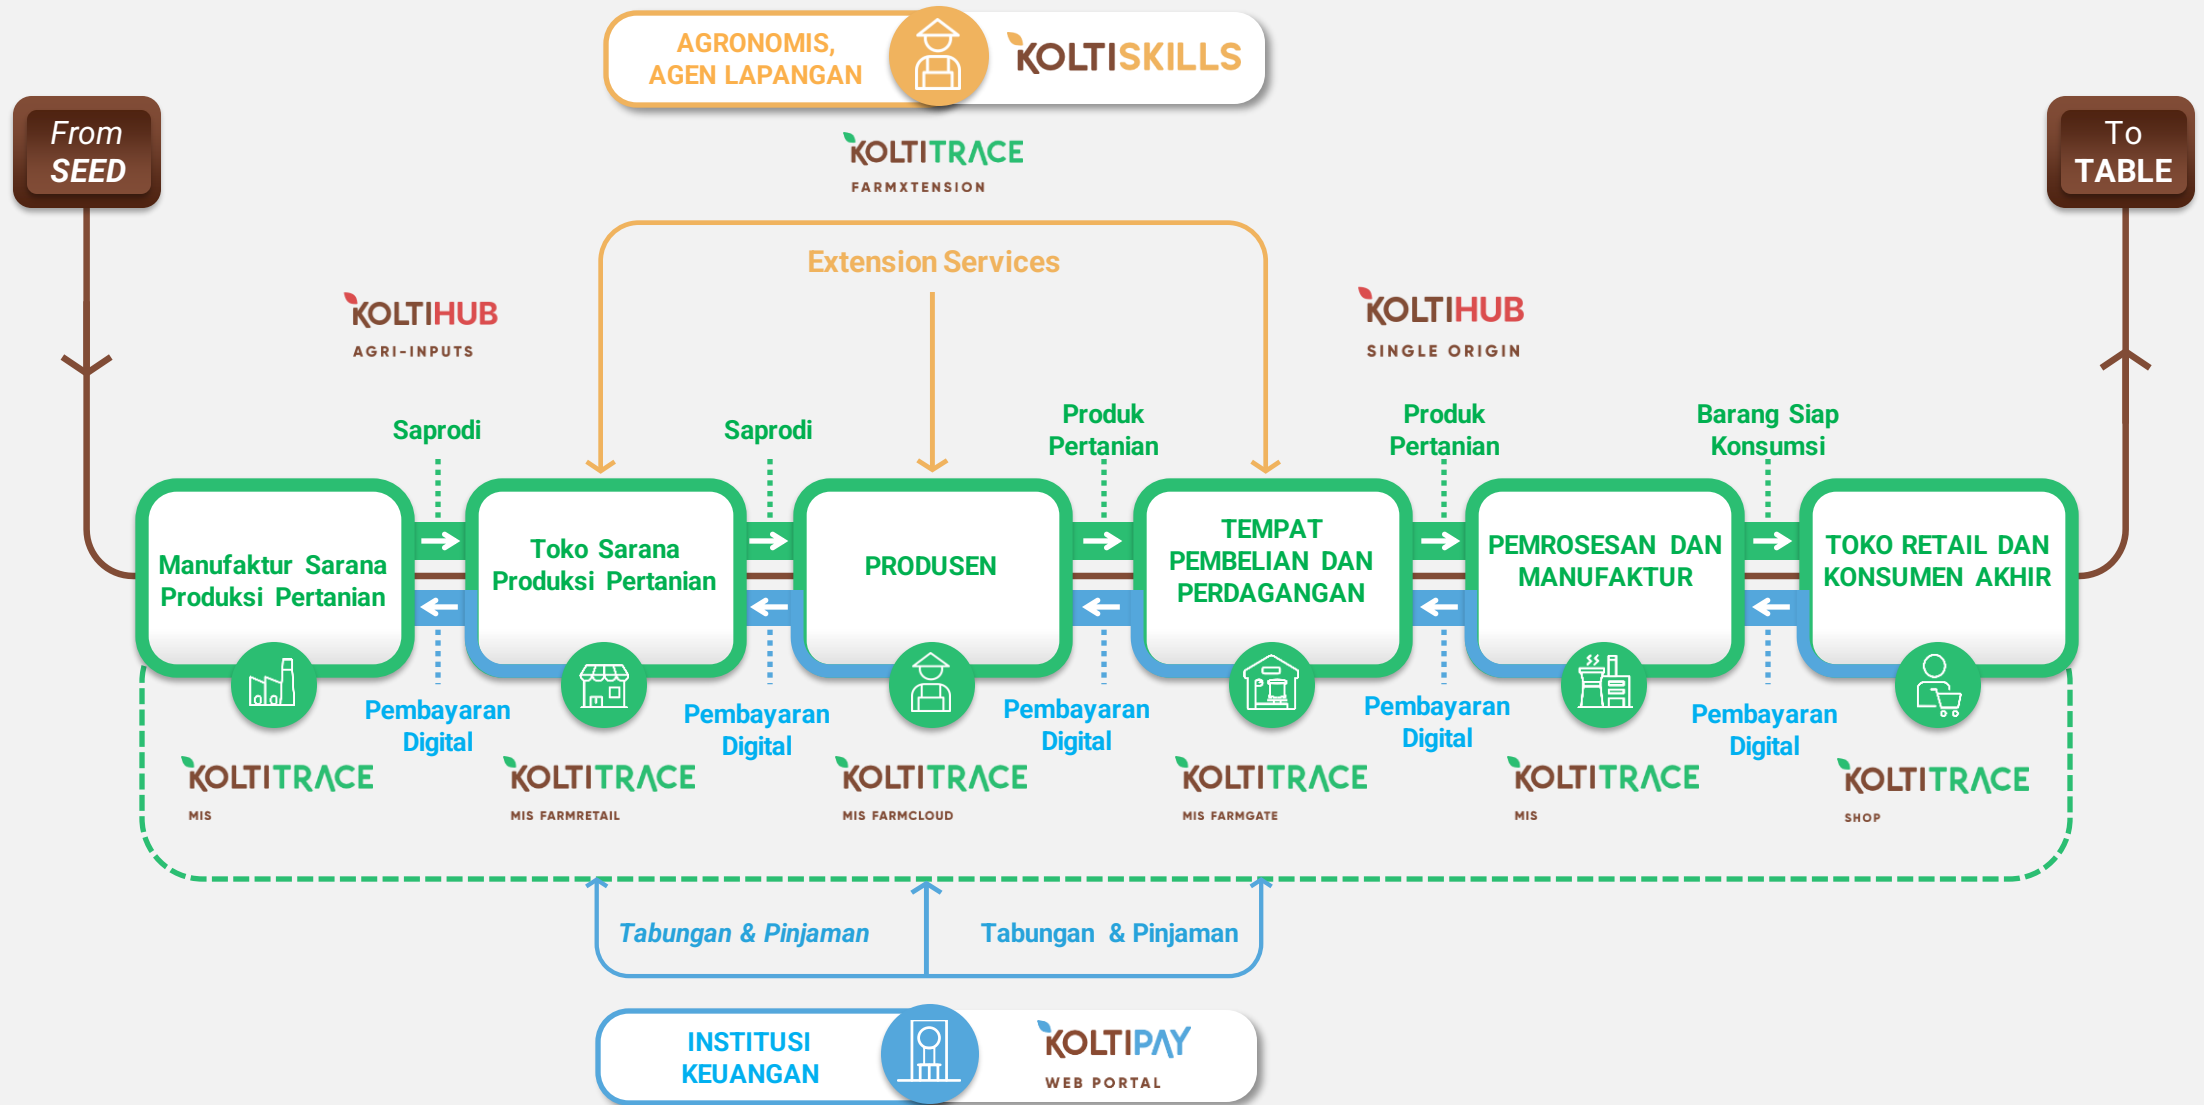 AGRONOMIS,
AGEN LAPANGAN
KOLTISKILLS
From
SEED
To
TABLE
KOLTITRACE
FARMXTENSION
Extension Services
KOLTIHUB
AGRI-INPUTS
KOLTIHUB
SINGLE ORIGIN
Saprodi
Saprodi
Produk
Pertanian
Produk
Pertanian
Barang Siap
Konsumsi
Manufaktur Sarana
Produksi Pertanian
Toko Sarana
Produksi Pertanian
PRODUSEN
TEMPAT
PEMBELIAN DAN
PERDAGANGAN
PEMROSESAN DAN
MANUFAKTUR
TOKO RETAIL DAN
KONSUMEN AKHIR
Pembayaran
Digital
Pembayaran
Digital
Pembayaran
Digital
Pembayaran
Digital
Pembayaran
Digital
KOLTITRACE
MIS
KOLTITRACE
MIS FARMRETAIL
KOLTITRACE
MIS FARMCLOUD
KOLTITRACE
MIS FARMGATE
KOLTITRACE
MIS
KOLTITRACE
SHOP
Tabungan & Pinjaman
Tabungan & Pinjaman
INSTITUSI
KEUANGAN
KOLTIPAY
WEB PORTAL